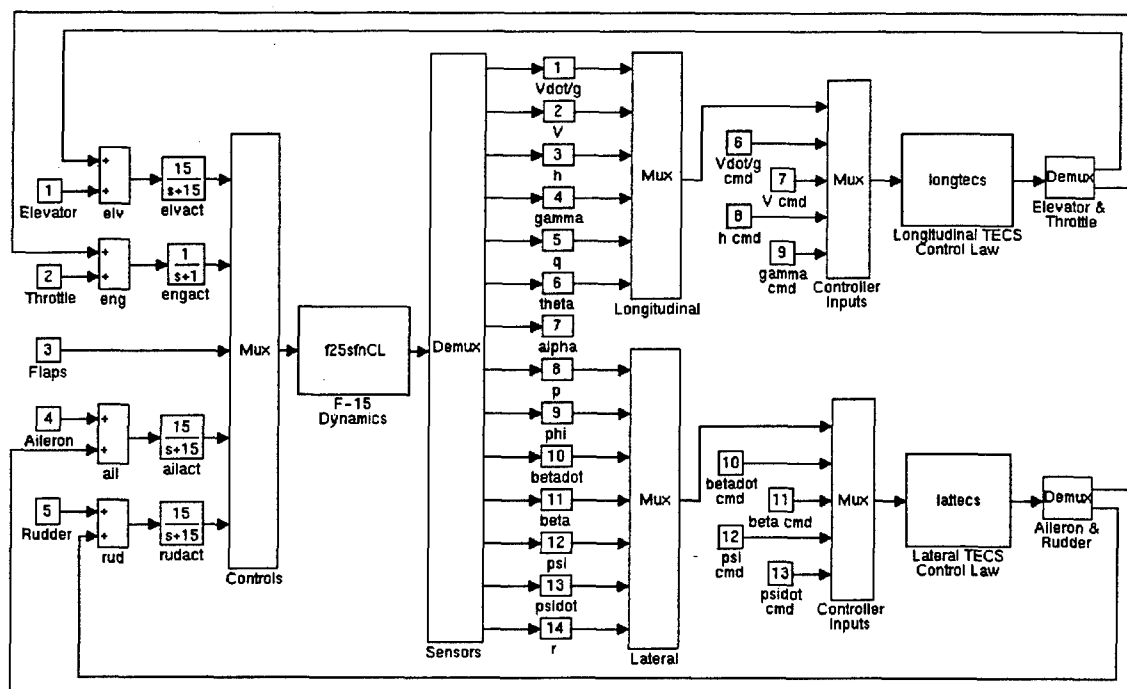 1
Elevator
+
+
elv
15
s+15
elvact
2
Throttle
+
+
eng
1
s+1
engact
3
Flaps
4
Aileron
+
+
ail
15
s+15
ailact
5
Rudder
+
+
rud
15
s+15
rudact
Mux
Controls
f25sfnCL
F-15
Dynamics
Demux
Sensors
1
Vdot/g
2
V
3
h
4
gamma
5
q
6
theta
7
alpha
8
p
9
phi
10
betadot
11
beta
12
psi
13
psidot
14
r
Mux
Longitudinal
Mux
Lateral
6
Vdot/g
cmd
7
V cmd
8
h cmd
9
gamma
cmd
Mux
Controller
Inputs
longtecs
Longitudinal TECS
Control Law
Demux
Elevator &
Throttle
10
betadot
cmd
11
beta cmd
12
psi
cmd
13
psidot
cmd
Mux
Controller
Inputs
lattecs
Lateral TECS
Control Law
Demux
Aileron &
Rudder